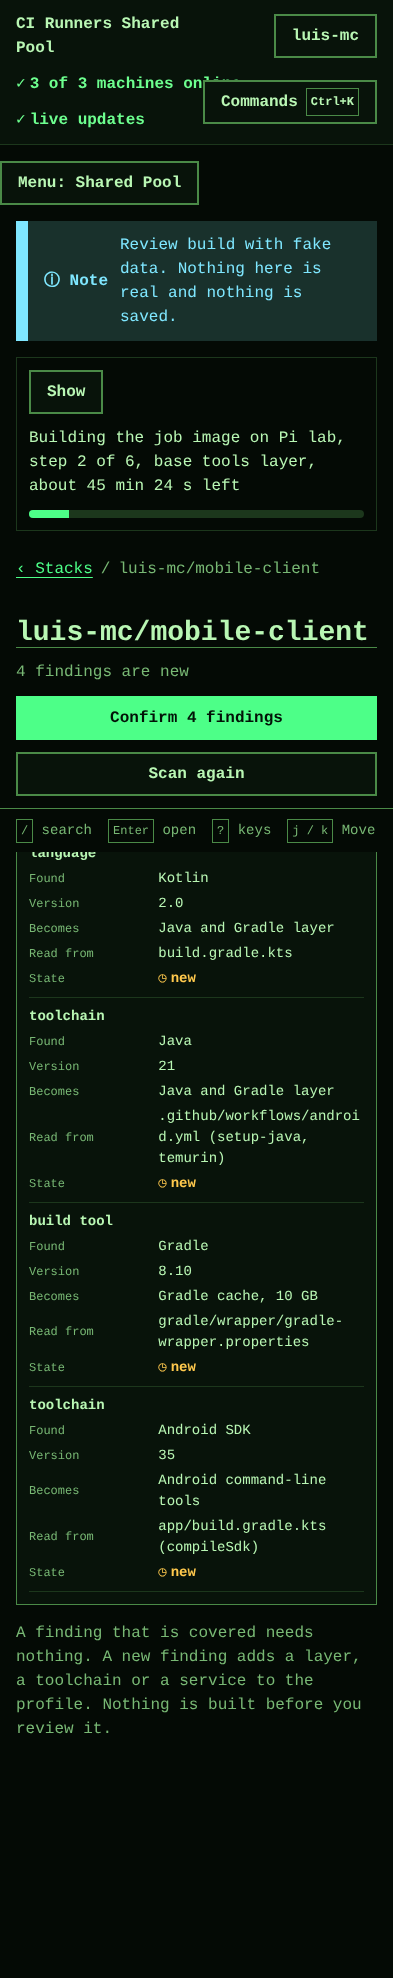 CI Runners Shared
Pool
luis-mc
✓ 3 of 3 machines online
✓ live updates
Commands Ctrl+K
Menu: Shared Pool
ⓘ Note
Review build with fake
data. Nothing here is
real and nothing is
saved.
Show
Building the job image on Pi lab,
step 2 of 6, base tools layer,
about 45 min 24 s left
‹ Stacks / luis-mc/mobile-client
luis-mc/mobile-client
4 findings are new
Confirm 4 findings
Scan again
/ search Enter open ? keys j / k Move
language
Found Kotlin
Version 2.0
Becomes Java and Gradle layer
Read from build.gradle.kts
State ◷ new
toolchain
Found Java
Version 21
Becomes Java and Gradle layer
Read from .github/workflows/androi
d.yml (setup-java,
temurin)
State ◷ new
build tool
Found Gradle
Version 8.10
Becomes Gradle cache, 10 GB
Read from gradle/wrapper/gradle-
wrapper.properties
State ◷ new
toolchain
Found Android SDK
Version 35
Becomes Android command-line
tools
Read from app/build.gradle.kts
(compileSdk)
State ◷ new
A finding that is covered needs
nothing. A new finding adds a layer,
a toolchain or a service to the
profile. Nothing is built before you
review it.